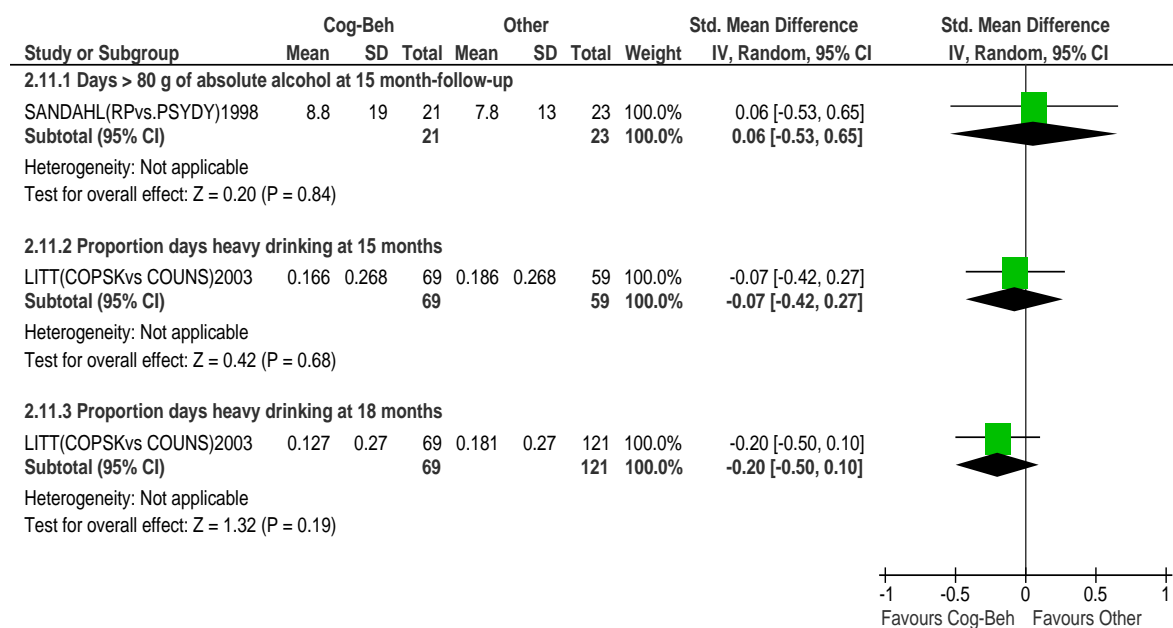 Cog-Beh Other Std. Mean Difference Std. Mean Difference
Study or Subgroup Mean SD Total Mean SD Total Weight IV, Random, 95% CI IV, Random, 95% CI
2.11.1 Days > 80 g of absolute alcohol at 15 month-follow-up
SANDAHL(RPvs.PSYDY)1998 8.8 19 21 7.8 13 23 100.0% 0.06 [-0.53, 0.65]
Subtotal (95% CI) 21 23 100.0% 0.06 [-0.53, 0.65]
Heterogeneity: Not applicable
Test for overall effect: Z = 0.20 (P = 0.84)
2.11.2 Proportion days heavy drinking at 15 months
LITT(COPSKvs COUNS)2003 0.166 0.268 69 0.186 0.268 59 100.0% -0.07 [-0.42, 0.27]
Subtotal (95% CI) 69 59 100.0% -0.07 [-0.42, 0.27]
Heterogeneity: Not applicable
Test for overall effect: Z = 0.42 (P = 0.68)
2.11.3 Proportion days heavy drinking at 18 months
LITT(COPSKvs COUNS)2003 0.127 0.27 69 0.181 0.27 121 100.0% -0.20 [-0.50, 0.10]
Subtotal (95% CI) 69 121 100.0% -0.20 [-0.50, 0.10]
Heterogeneity: Not applicable
Test for overall effect: Z = 1.32 (P = 0.19)
-1 -0.5 0 0.5 1
Favours Cog-Beh Favours Other